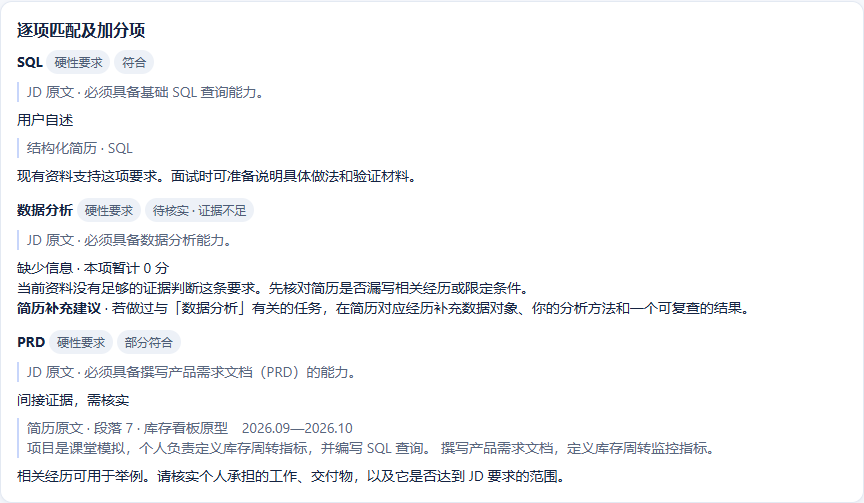 逐项匹配及加分项
SQL 硬性要求 符合
JD 原文 · 必须具备基础 SQL 查询能力。
用户自述
结构化简历 · SQL
现有资料支持这项要求。面试时可准备说明具体做法和验证材料。
数据分析 硬性要求 待核实 · 证据不足
JD 原文 · 必须具备数据分析能力。
缺少信息 · 本项暂计 0 分
当前资料没有足够的证据判断这条要求。先核对简历是否漏写相关经历或限定条件。
简历补充建议 · 若做过与「数据分析」有关的任务，在简历对应经历补充数据对象、你的分析方法和一个可复查的结果。
PRD 硬性要求 部分符合
JD 原文 · 必须具备撰写产品需求文档（PRD）的能力。
间接证据，需核实
简历原文 · 段落 7 · 库存看板原型 2026.09—2026.10
项目是课堂模拟，个人负责定义库存周转指标，并编写 SQL 查询。 撰写产品需求文档，定义库存周转监控指标。
相关经历可用于举例。请核实个人承担的工作、交付物，以及它是否达到 JD 要求的范围。